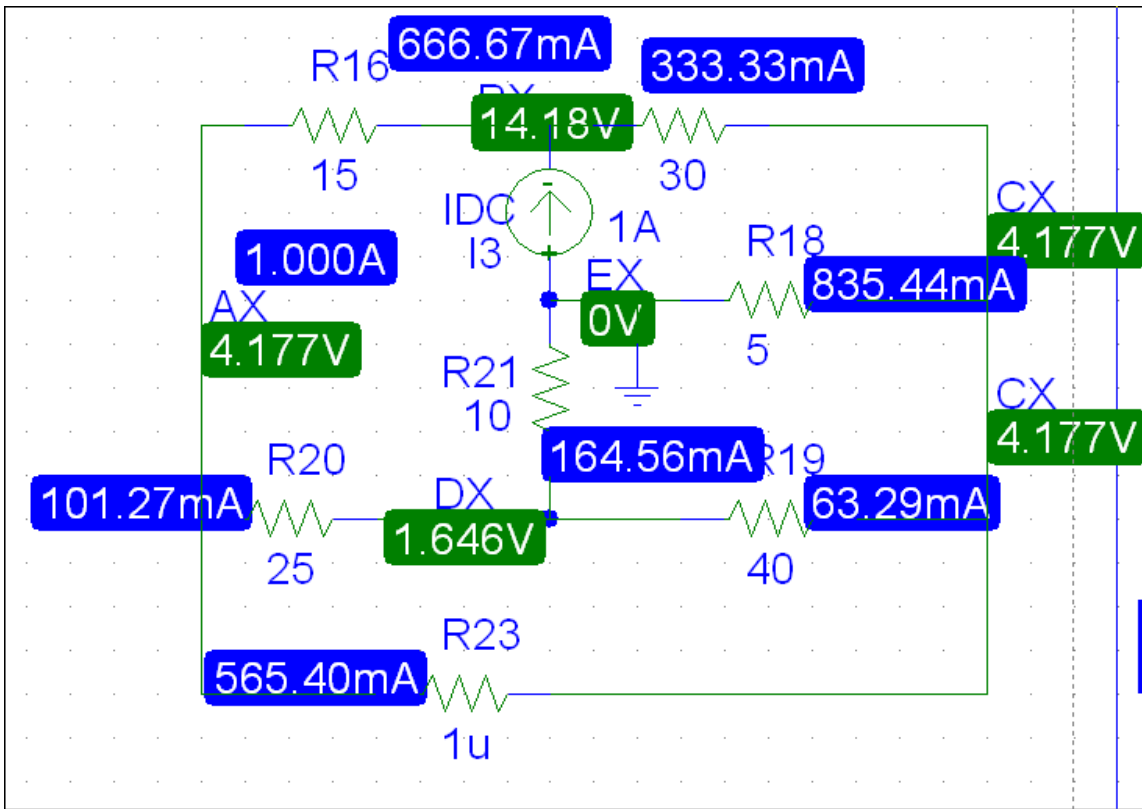 666.67mA
R16
333.33mA
14.18V
15
30
IDC
I3
-
+
1A
CX
4.177V
1.000A
R18
EX
835.44mA
AX
0V
4.177V
5
R21
10
CX
4.177V
164.56mA
R20
R19
101.27mA
DX
63.29mA
1.646V
25
40
R23
565.40mA
1u